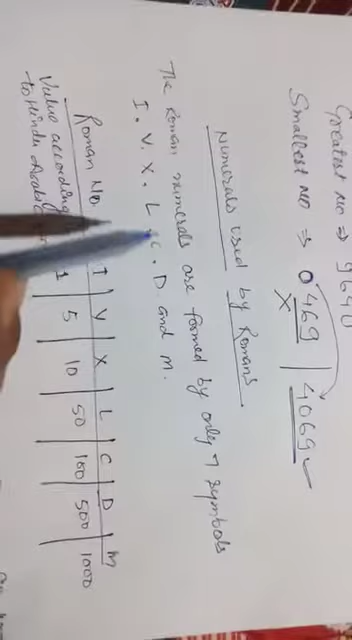 Greatest no ⇒ 9640
Smallest no ⇒ 0469 | 4069 ✓
X
Numerals used by Romans.
The Roman numerals are formed by only 7 symbols
I, V, X, L, C, D and M.
Roman No. I | V | X | L | C | D | M
Value according 1 | 5 | 10 | 50 | 100 | 500 | 1000
to Hindu